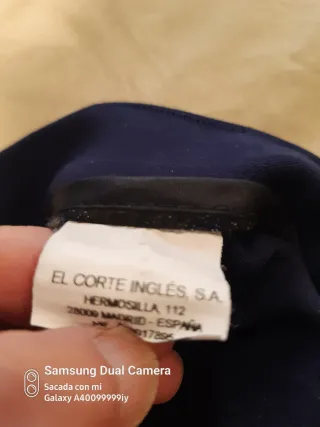 EL CORTE INGLÉS, S.A.
HERMOSILLA, 112
28009 MADRID - ESPAÑA
Samsung Dual Camera
Sacada con mi
Galaxy A40099999iy